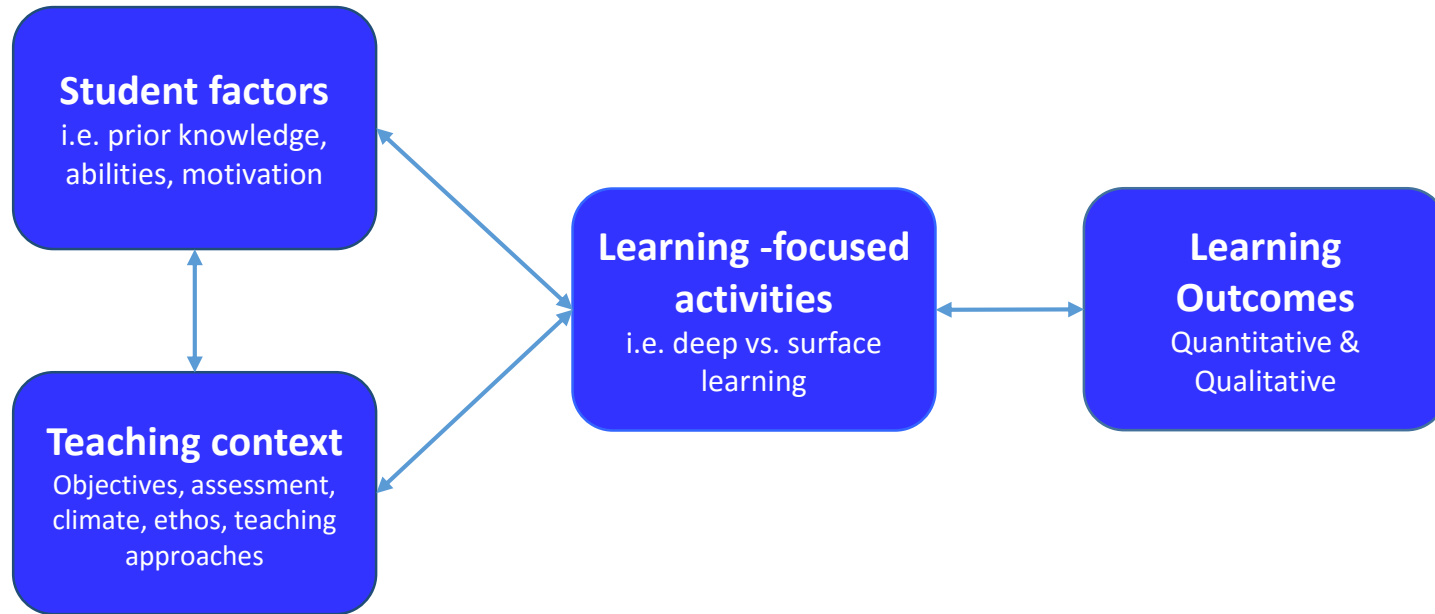 Student factors
i.e. prior knowledge,
abilities, motivation
Teaching context
Objectives, assessment,
climate, ethos, teaching
approaches
Learning -focused
activities
i.e. deep vs. surface
learning
Learning
Outcomes
Quantitative &
Qualitative